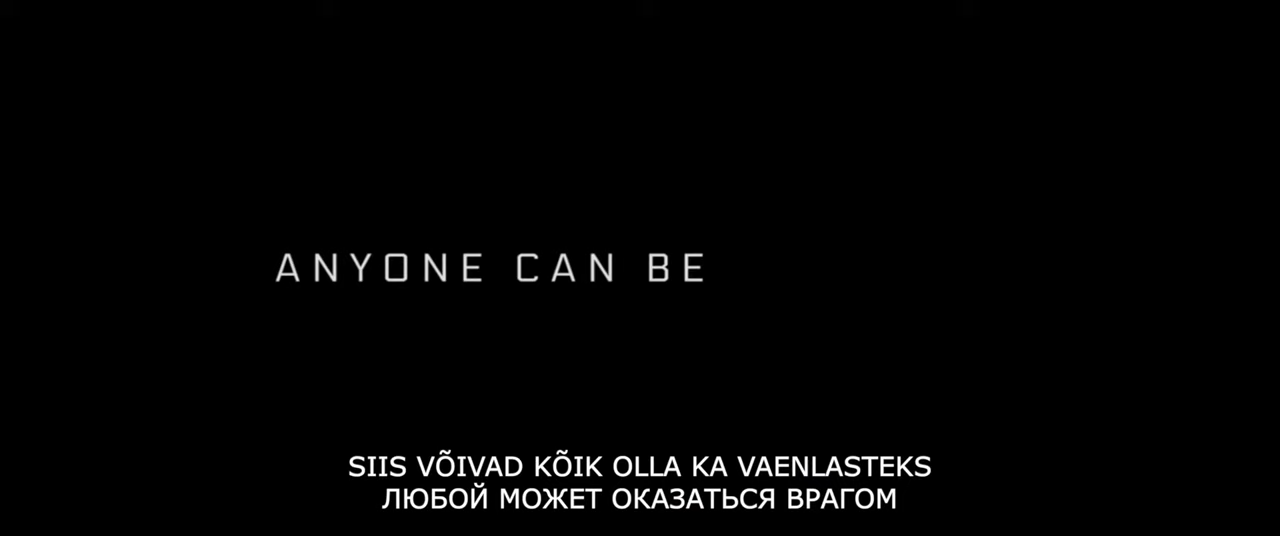 ANYONE CAN BE
SIIS VÕIVAD KÕIK OLLA KA VAENLASTEKS
ЛЮБОЙ МОЖЕТ ОКАЗАТЬСЯ ВРАГОМ